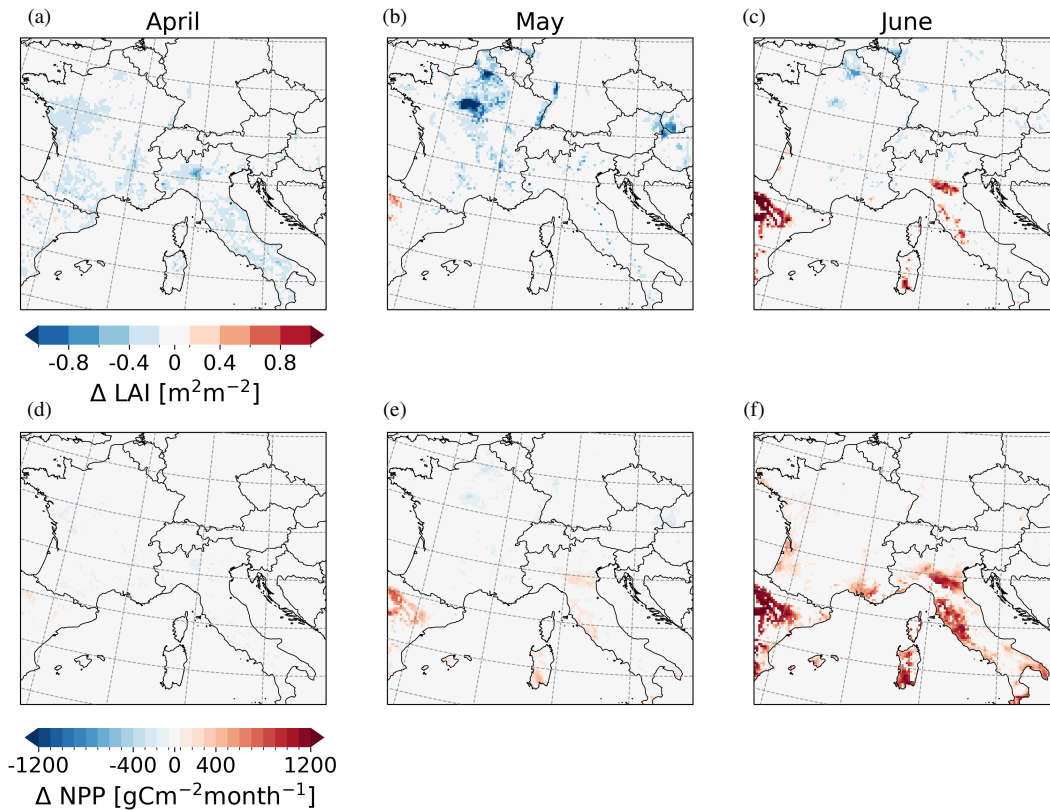 (a) April (b) May (c) June
-0.8 -0.4 0 0.4 0.8
Δ LAI [m²m⁻²]
(d) (e) (f)
-1200 -400 0 400 1200
Δ NPP [gCm⁻²month⁻¹]